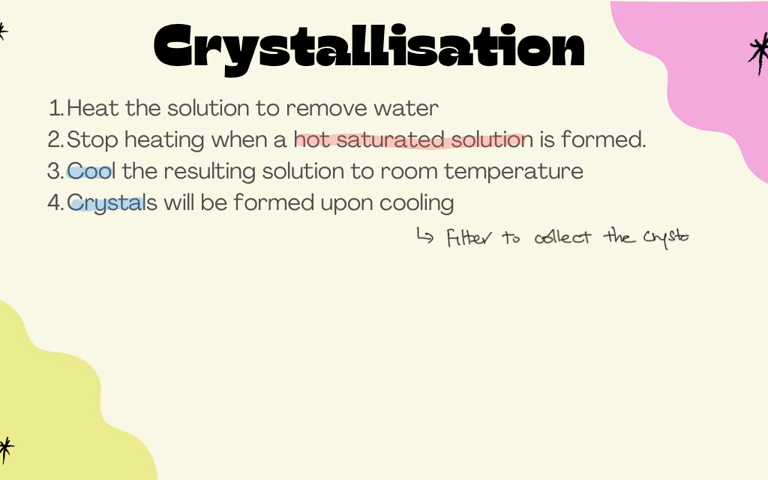 Crystallisation
1. Heat the solution to remove water
2. Stop heating when a hot saturated solution is formed.
3. Cool the resulting solution to room temperature
4. Crystals will be formed upon cooling
↳ Filter to collect the cryst